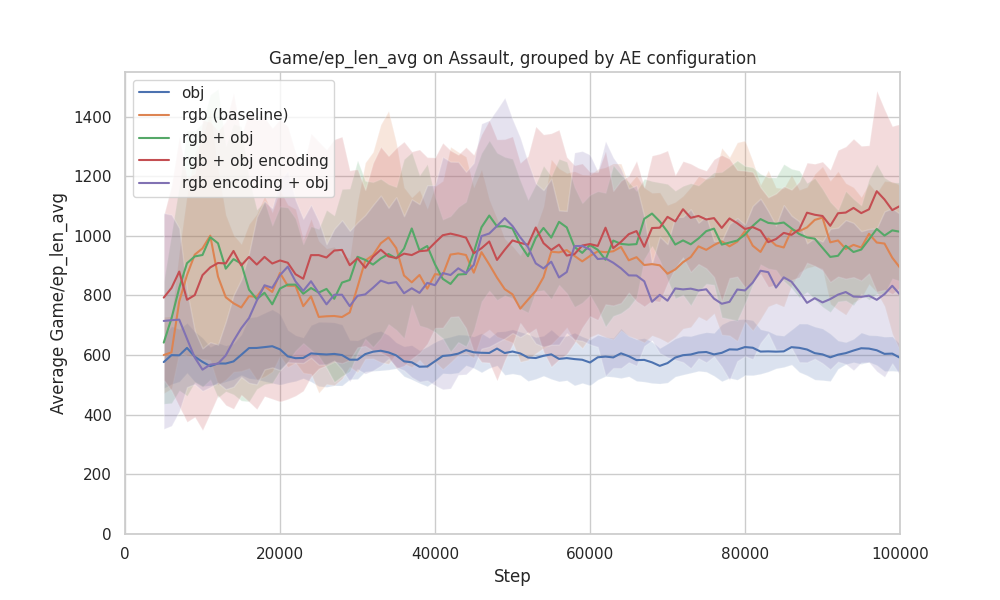 Game/ep_len_avg on Assault, grouped by AE configuration
obj
rgb (baseline)
rgb + obj
rgb + obj encoding
rgb encoding + obj
Average Game/ep_len_avg
1400
1200
1000
800
600
400
200
0
0 20000 40000 60000 80000 100000
Step